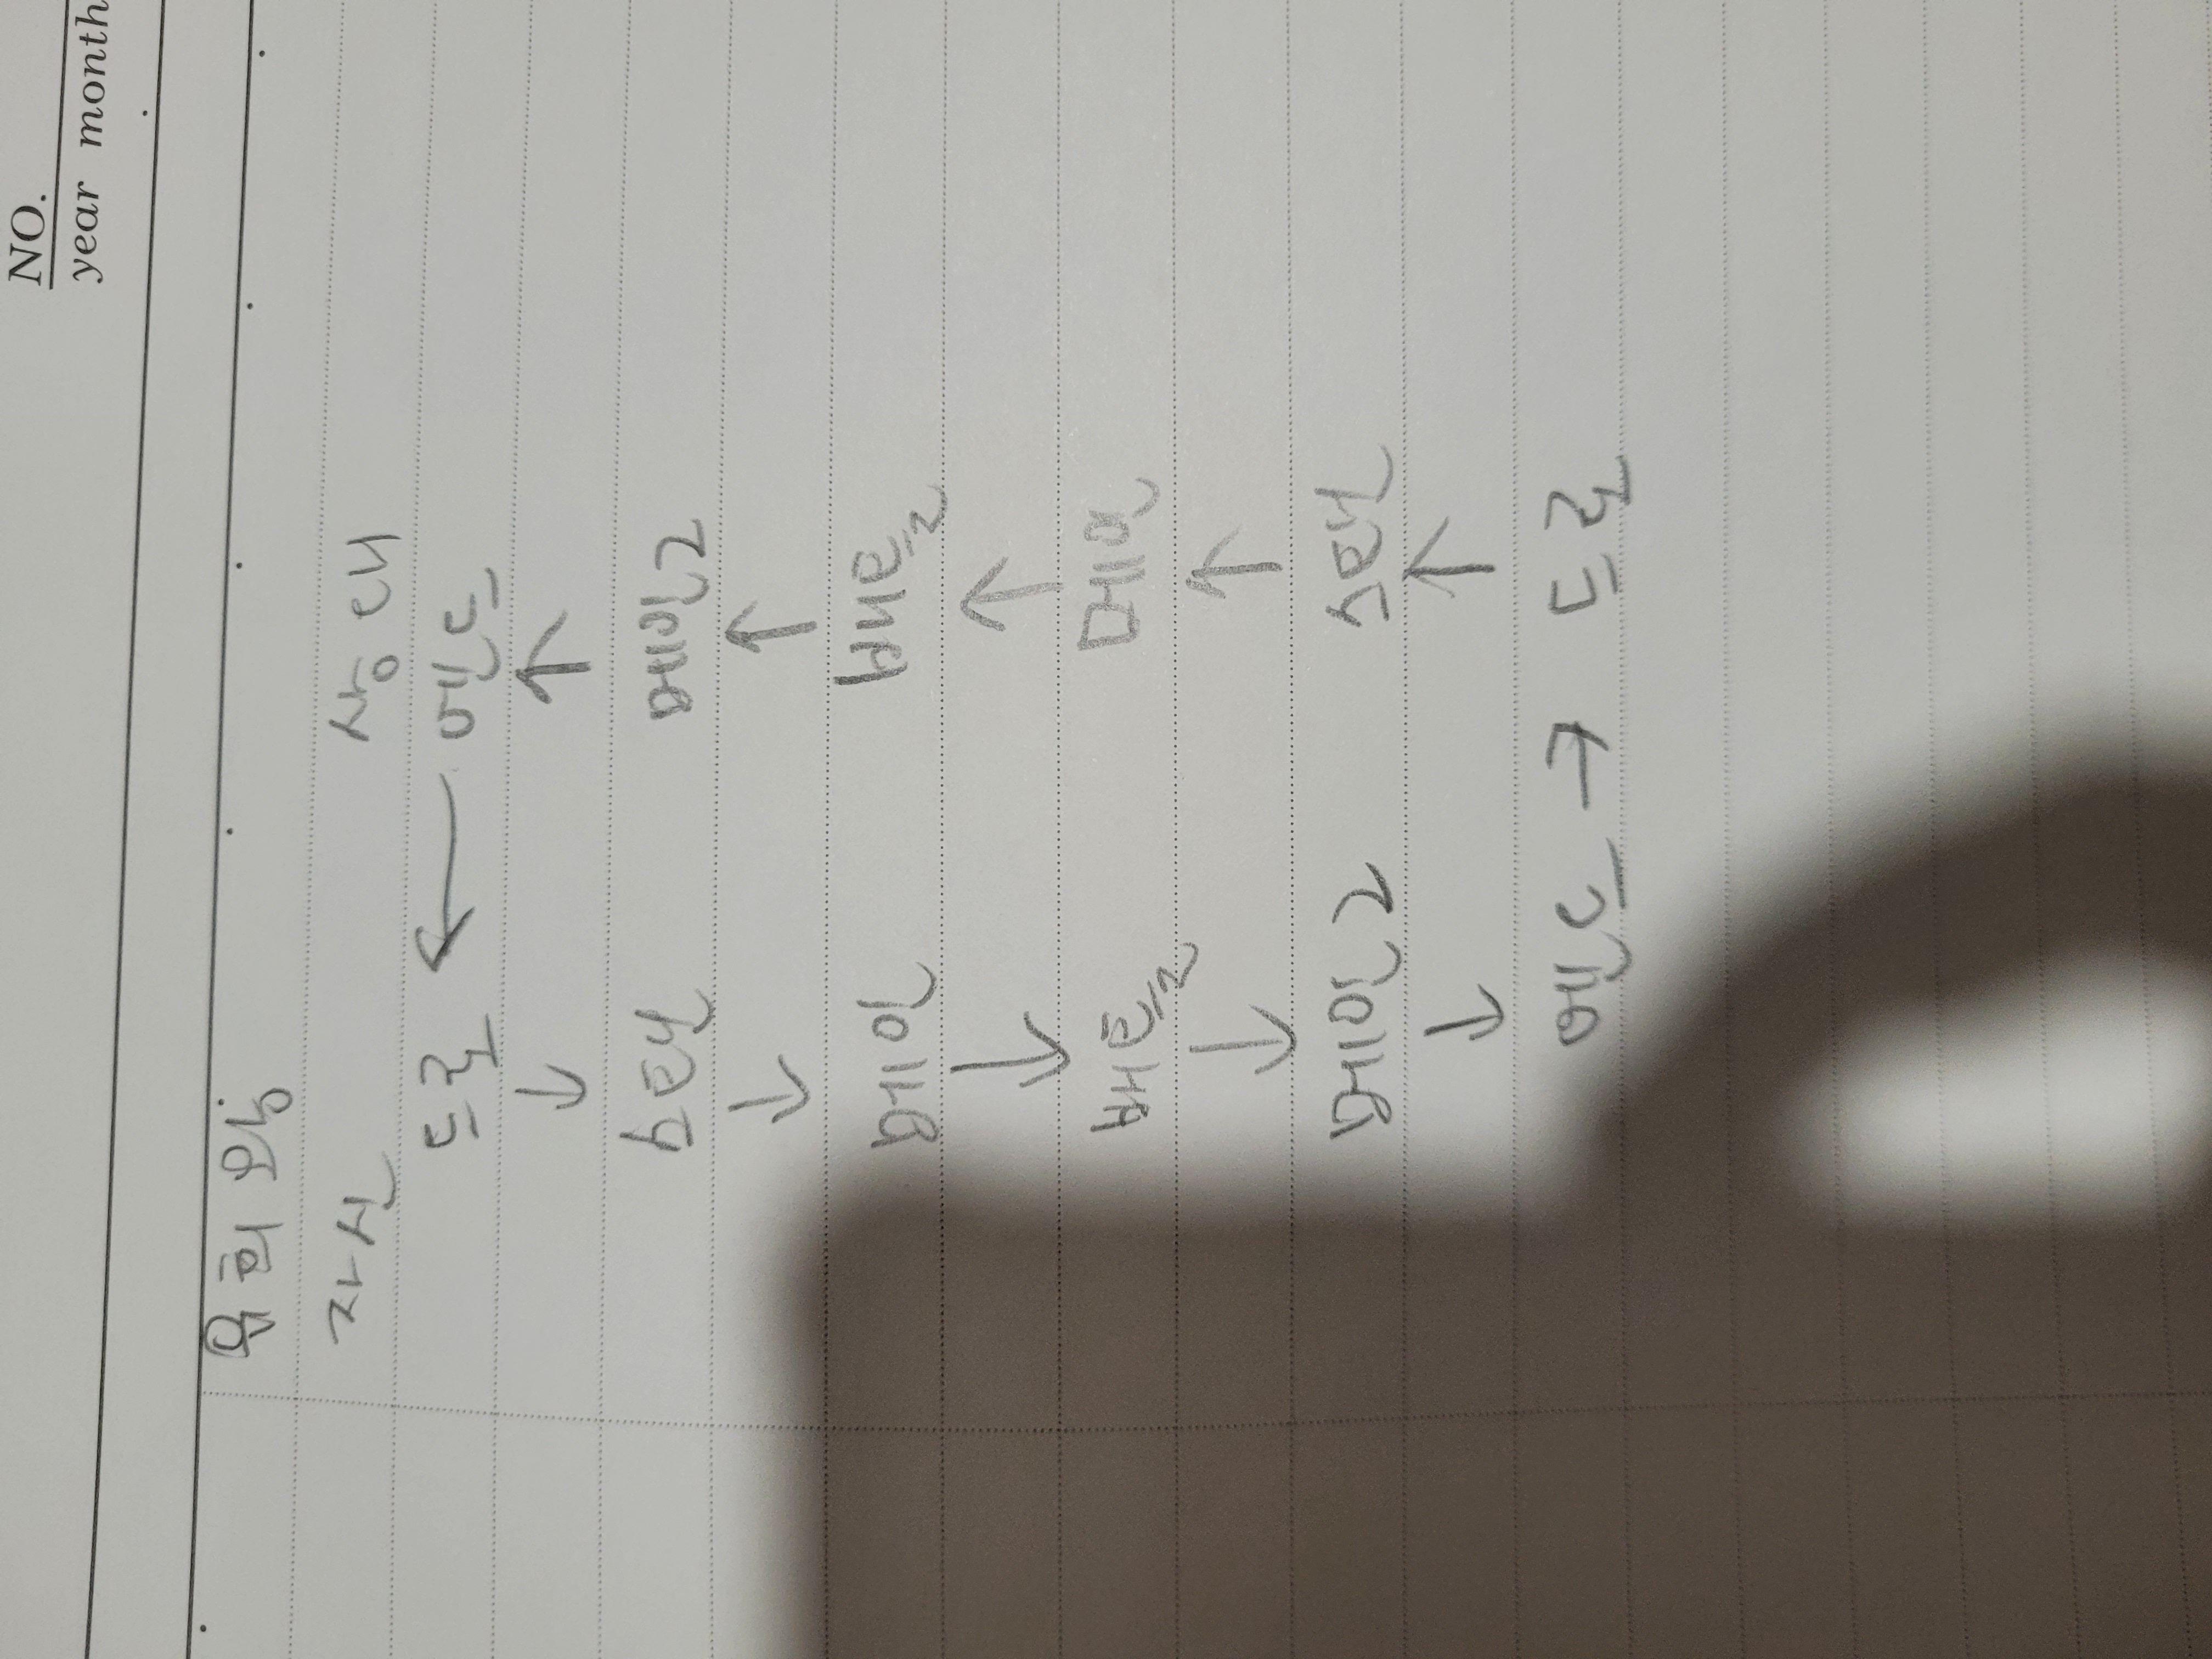 NO.
year month
유희왕
자신 상대
드로 ← 엔드
↓ ↑
스탠 메인2
↓ ↑
메인 배틀
↓ ↑
배틀 메인
↓ ↑
메인2 스탠
↓ ↑
엔드 → 드로